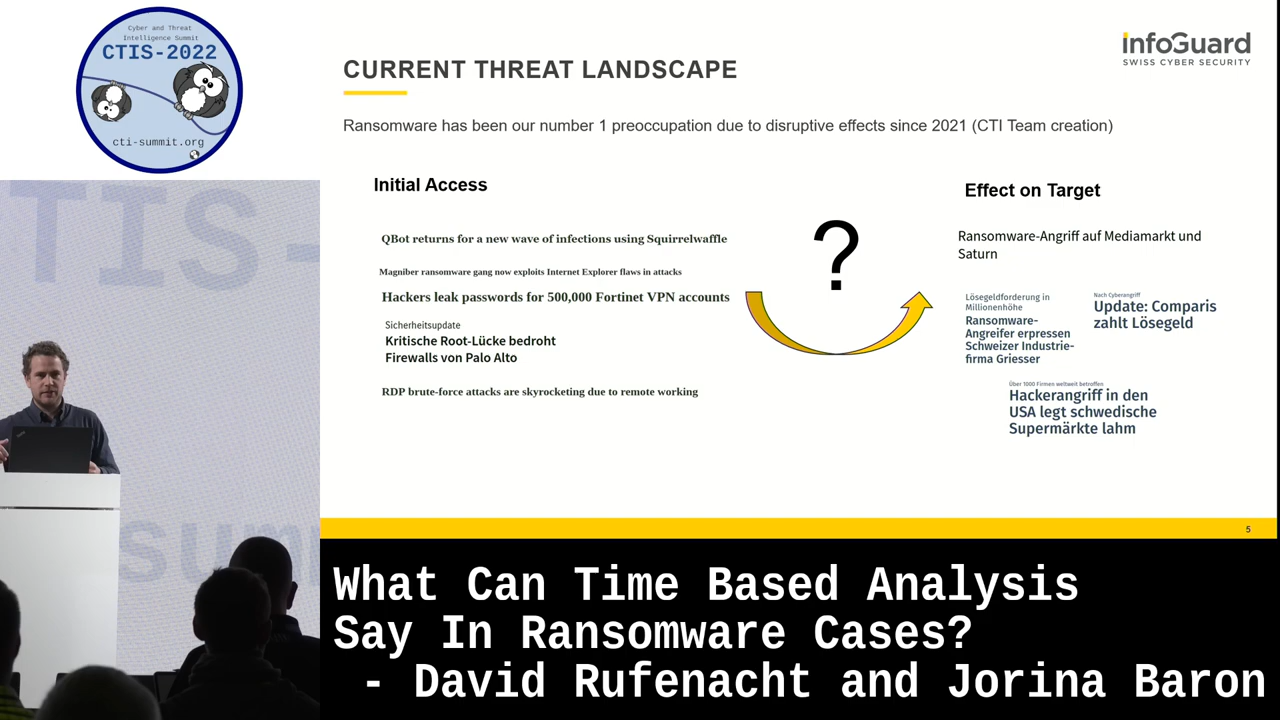 Cyber and Threat
Intelligence Summit
CTIS-2022
cti-summit.org
TIS-
summ
infoGuard
SWISS CYBER SECURITY
CURRENT THREAT LANDSCAPE
Ransomware has been our number 1 preoccupation due to disruptive effects since 2021 (CTI Team creation)
Initial Access
QBot returns for a new wave of infections using Squirrelwaffle
Magniber ransomware gang now exploits Internet Explorer flaws in attacks
Hackers leak passwords for 500,000 Fortinet VPN accounts
Sicherheitsupdate
Kritische Root-Lücke bedroht
Firewalls von Palo Alto
RDP brute-force attacks are skyrocketing due to remote working
?
Effect on Target
Ransomware-Angriff auf Mediamarkt und
Saturn
Lösegeldforderung in
Millionenhöhe
Ransomware-
Angreifer erpressen
Schweizer Industrie-
firma Griesser
Nach Cyberangriff
Update: Comparis
zahlt Lösegeld
Über 1000 Firmen weltweit betroffen
Hackerangriff in den
USA legt schwedische
Supermärkte lahm
5
What Can Time Based Analysis
Say In Ransomware Cases?
- David Rufenacht and Jorina Baron